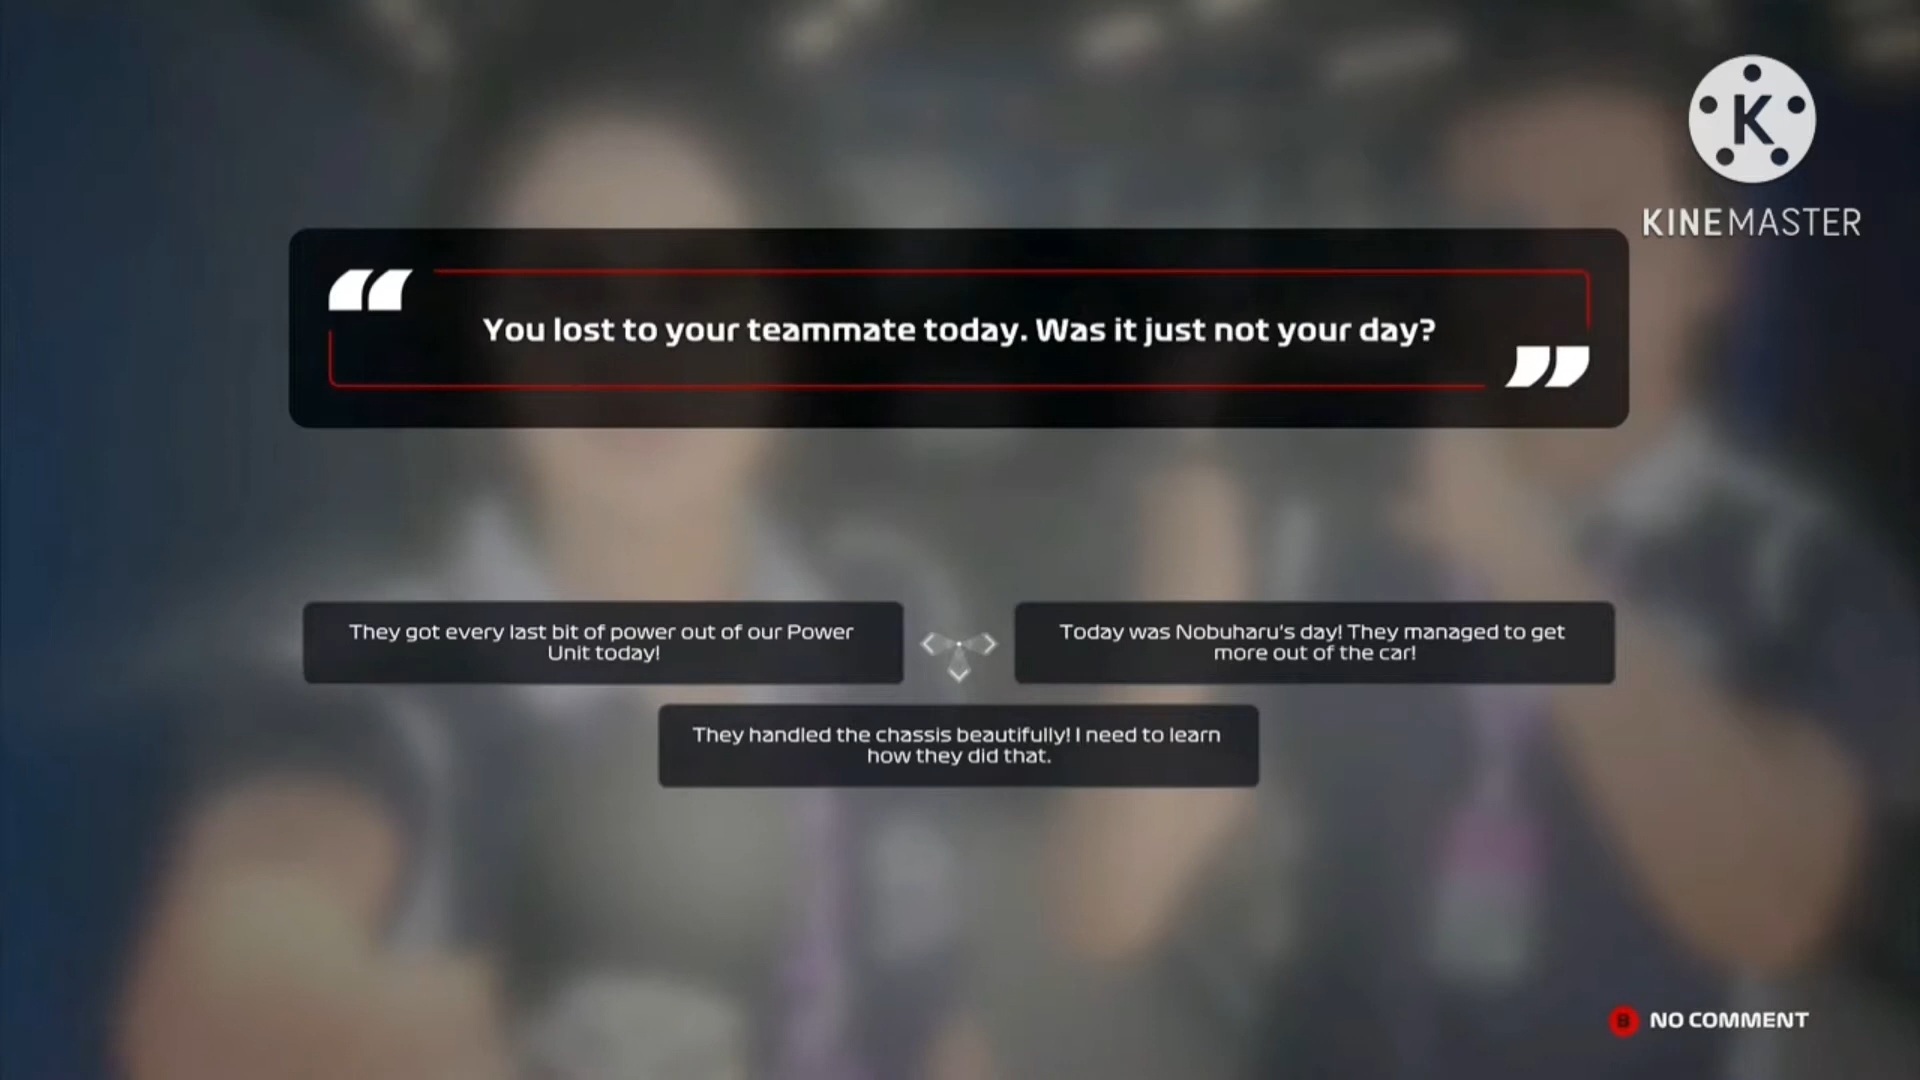 K
KINEMASTER
You lost to your teammate today. Was it just not your day?
They got every last bit of power out of our Power
Unit today!
Today was Nobuharu's day! They managed to get
more out of the car!
They handled the chassis beautifully! I need to learn
how they did that.
B NO COMMENT